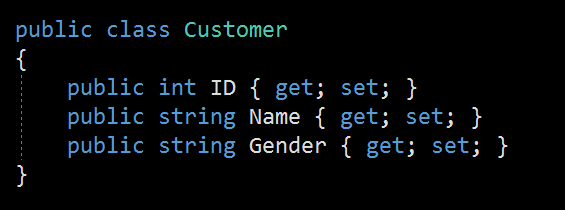 public class Customer
{
public int ID { get; set; }
public string Name { get; set; }
public string Gender { get; set; }
}